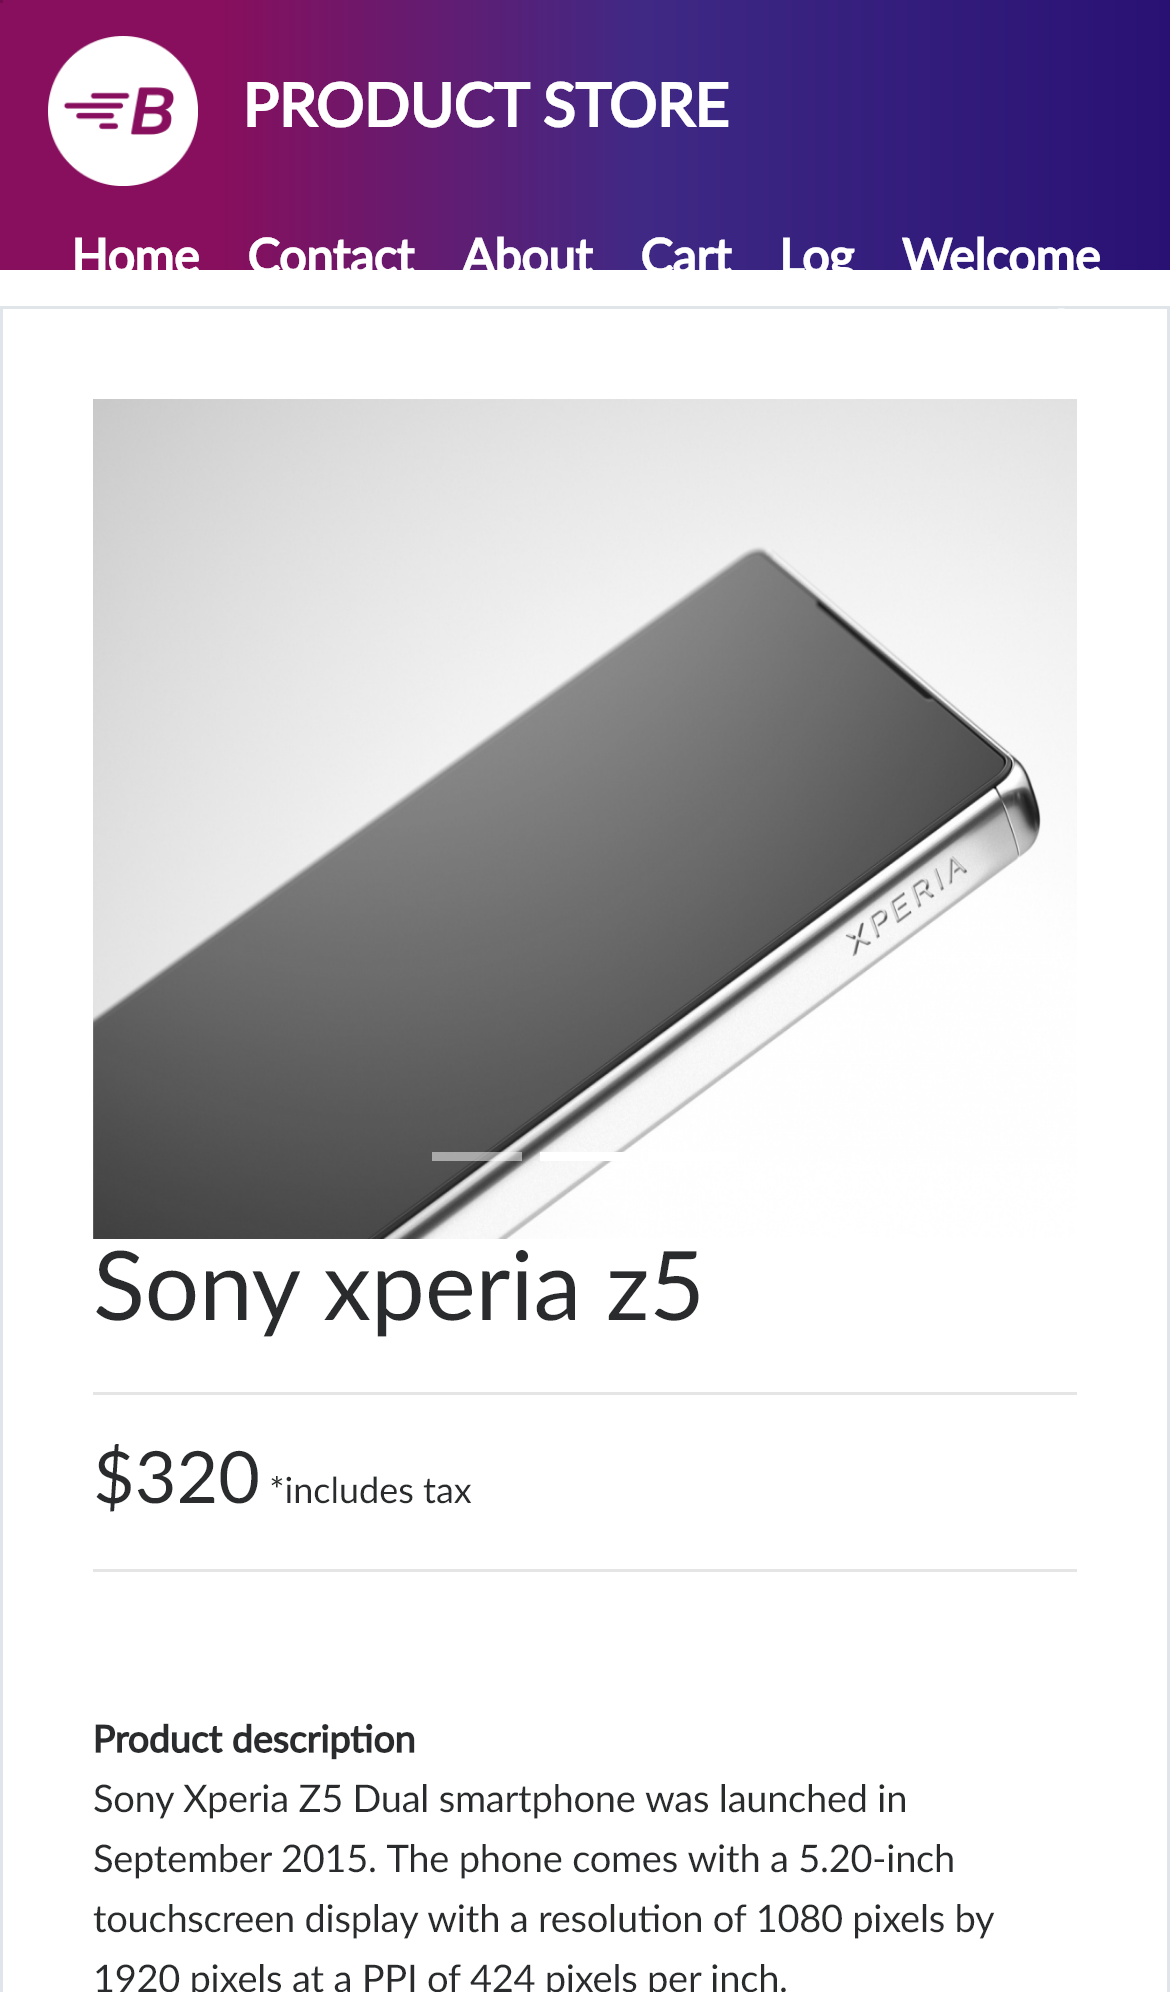 B
PRODUCT STORE
Home Contact About Cart Log Welcome
XPERIA
Sony xperia z5
$320 *includes tax
Product description
Sony Xperia Z5 Dual smartphone was launched in
September 2015. The phone comes with a 5.20-inch
touchscreen display with a resolution of 1080 pixels by
1920 pixels at a PPI of 424 pixels per inch.